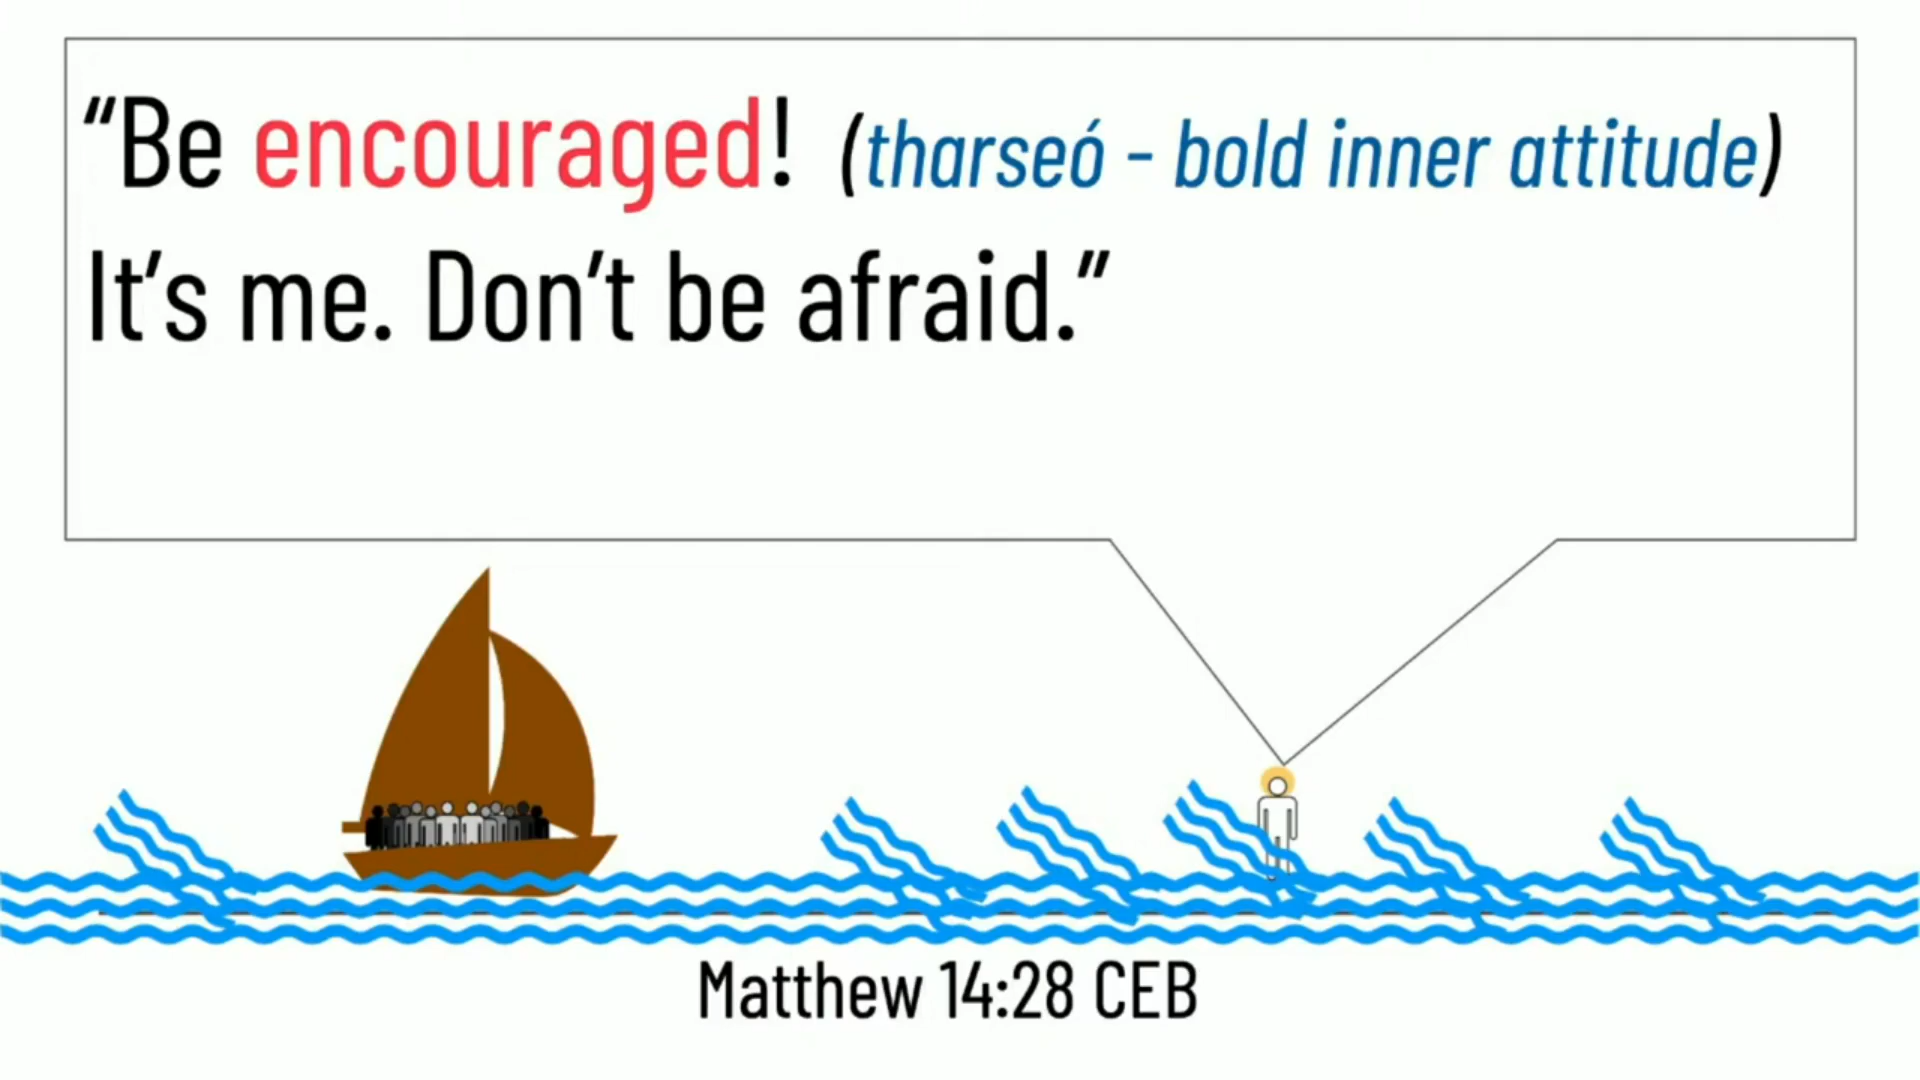 “Be encouraged! (tharseó - bold inner attitude)
It’s me. Don’t be afraid.”
Matthew 14:28 CEB